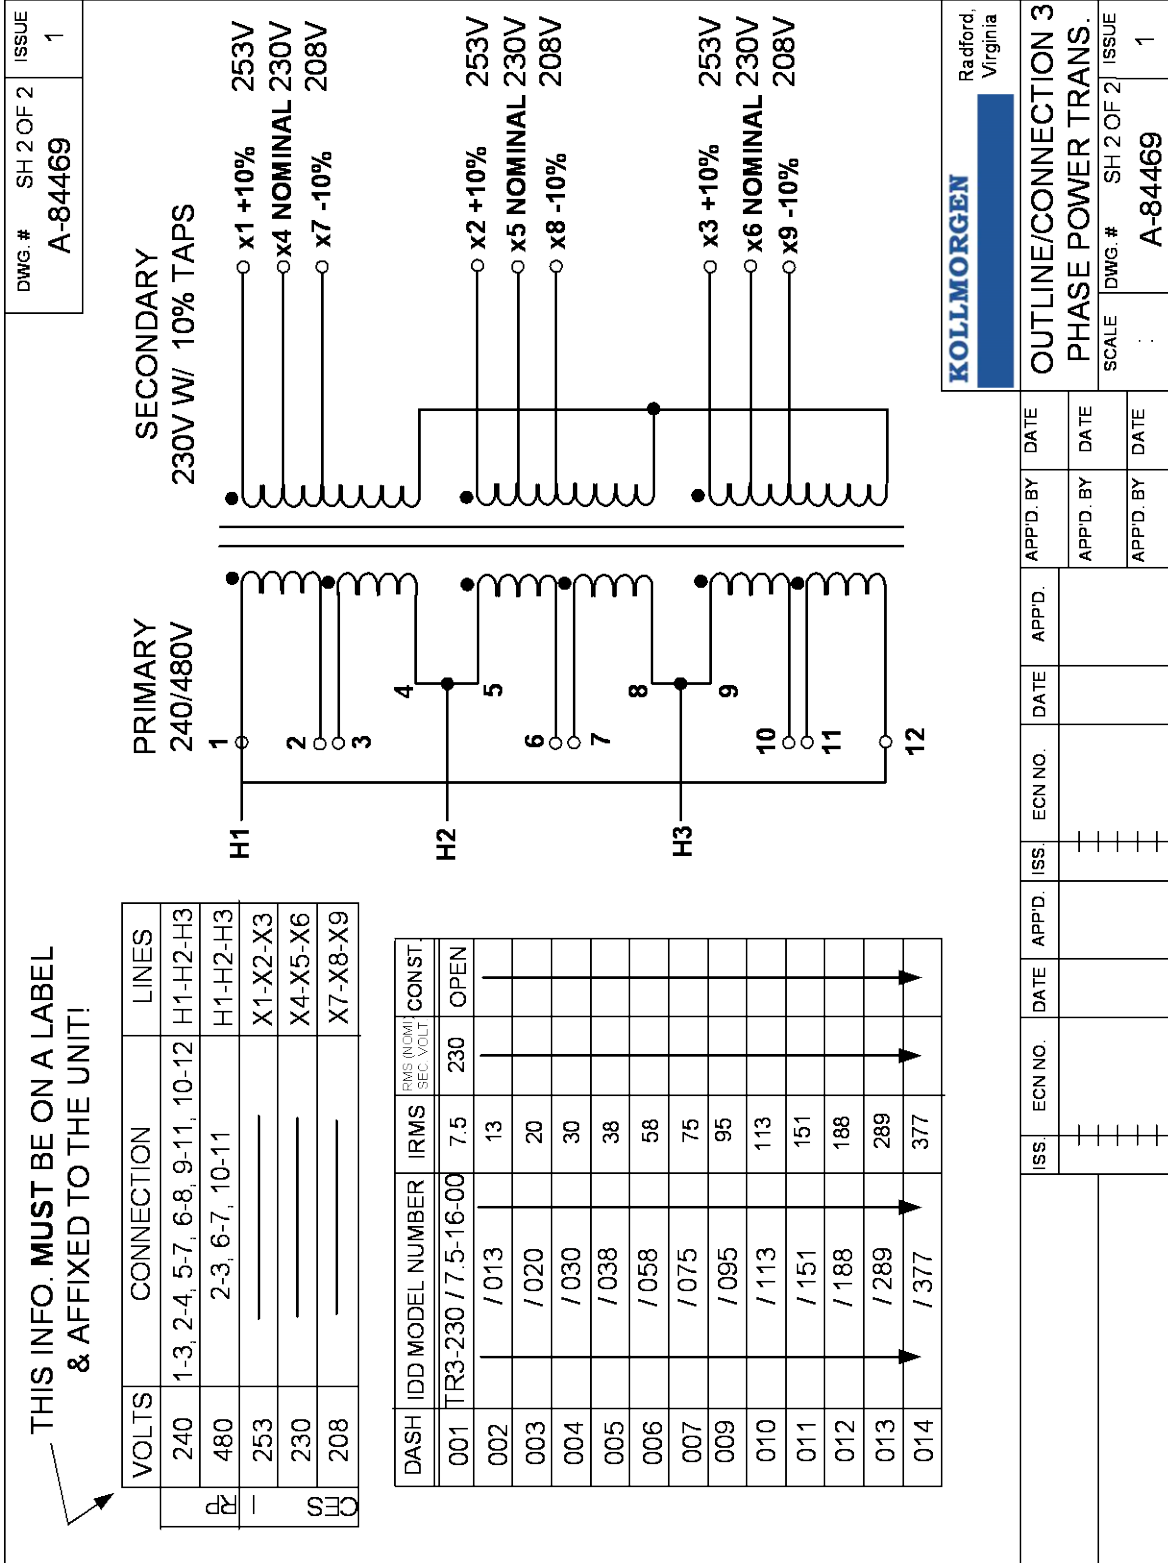 DWG. # SH 2 OF 2 ISSUE
A-84469 1
THIS INFO. MUST BE ON A LABEL
& AFFIXED TO THE UNIT!
VOLTS CONNECTION LINES
240 1-3, 2-4, 5-7, 6-8, 9-11, 10-12 H1-H2-H3
480 2-3, 6-7, 10-11 H1-H2-H3
253 X1-X2-X3
230 X4-X5-X6
208 X7-X8-X9
RP
I
CES
PRIMARY
240/480V
SECONDARY
230V W/ 10% TAPS
H1
H2
H3
1
2
3
4
5
6
7
8
9
10
11
12
x1 +10% 253V
x4 NOMINAL 230V
x7 -10% 208V
x2 +10% 253V
x5 NOMINAL 230V
x8 -10% 208V
x3 +10% 253V
x6 NOMINAL 230V
x9 -10% 208V
DASH IDD MODEL NUMBER IRMS RMS (NOM) SEC VOLT CONST.
001 TR3-230 / 7.5-16-00 7.5 230 OPEN
002 / 013 13
003 / 020 20
004 / 030 30
005 / 038 38
006 / 058 58
007 / 075 75
009 / 095 95
010 / 113 113
011 / 151 151
012 / 188 188
013 / 289 289
014 / 377 377
KOLLMORGEN Radford,
Virginia
ISS. ECN NO. DATE APP'D. ISS. ECN NO. DATE APP'D.
APP'D. BY DATE
APP'D. BY DATE
APP'D. BY DATE
OUTLINE/CONNECTION 3
PHASE POWER TRANS.
SCALE DWG. # SH 2 OF 2 ISSUE
: A-84469 1